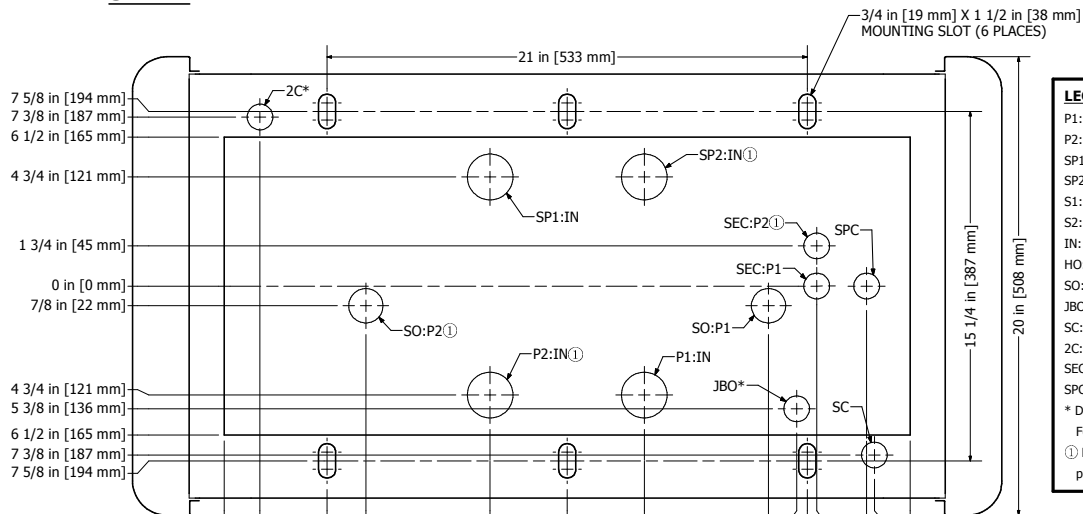 3/4 in [19 mm] X 1 1/2 in [38 mm]
MOUNTING SLOT (6 PLACES)
21 in [533 mm]
2C*
7 5/8 in [194 mm]
7 3/8 in [187 mm]
6 1/2 in [165 mm]
4 3/4 in [121 mm]
1 3/4 in [45 mm]
0 in [0 mm]
7/8 in [22 mm]
4 3/4 in [121 mm]
5 3/8 in [136 mm]
6 1/2 in [165 mm]
7 3/8 in [187 mm]
7 5/8 in [194 mm]
SP2:IN①
SP1:IN
SEC:P2①
SPC
SEC:P1
SO:P2①
SO:P1
P2:IN①
P1:IN
JBO*
SC
15 1/4 in [387 mm]
20 in [508 mm]
P1:
P2:
SP1
SP2
S1:
S2:
IN:
HO:
SO:
JBO
SC:
2C:
SEC
SPC
* D
F
①
p